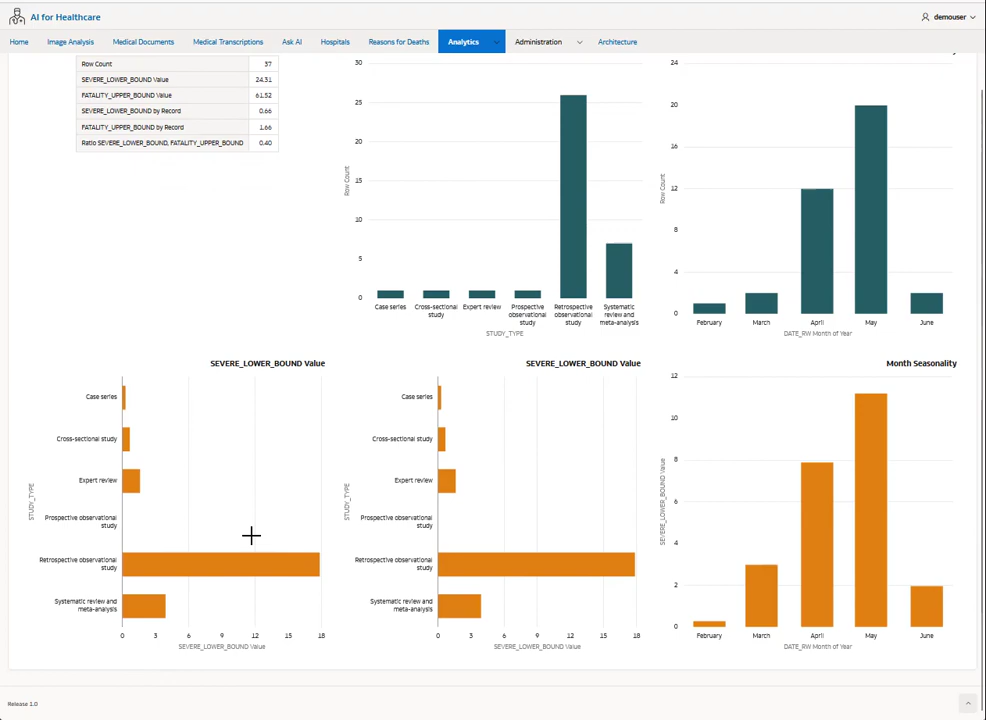 AI for Healthcare
demouser
Home Image Analysis Medical Documents Medical Transcriptions Ask AI Hospitals Reasons for Deaths Analytics Administration Architecture
Row Count 37
SEVERE_LOWER_BOUND Value 24.31
FATALITY_UPPER_BOUND Value 61.52
SEVERE_LOWER_BOUND by Record 0.66
FATALITY_UPPER_BOUND by Record 1.66
Ratio SEVERE_LOWER_BOUND, FATALITY_UPPER_BOUND 0.40
30
25
20
15
10
5
0
Row Count
Case series
Cross-sectional
study
Expert review
Prospective
observational
study
Retrospective
observational
study
Systematic
review and
meta-analysis
STUDY_TYPE
24
20
16
12
8
4
0
Row Count
February March April May June
DATE_RW Month of Year
SEVERE_LOWER_BOUND Value
STUDY_TYPE
Case series
Cross-sectional study
Expert review
Prospective observational
study
Retrospective observational
study
Systematic review and
meta-analysis
0 3 6 9 12 15 18
SEVERE_LOWER_BOUND Value
SEVERE_LOWER_BOUND Value
STUDY_TYPE
Case series
Cross-sectional study
Expert review
Prospective observational
study
Retrospective observational
study
Systematic review and
meta-analysis
0 3 6 9 12 15 18
SEVERE_LOWER_BOUND Value
Month Seasonality
12
10
8
6
4
2
0
SEVERE_LOWER_BOUND Value
February March April May June
DATE_RW Month of Year
Release 1.0